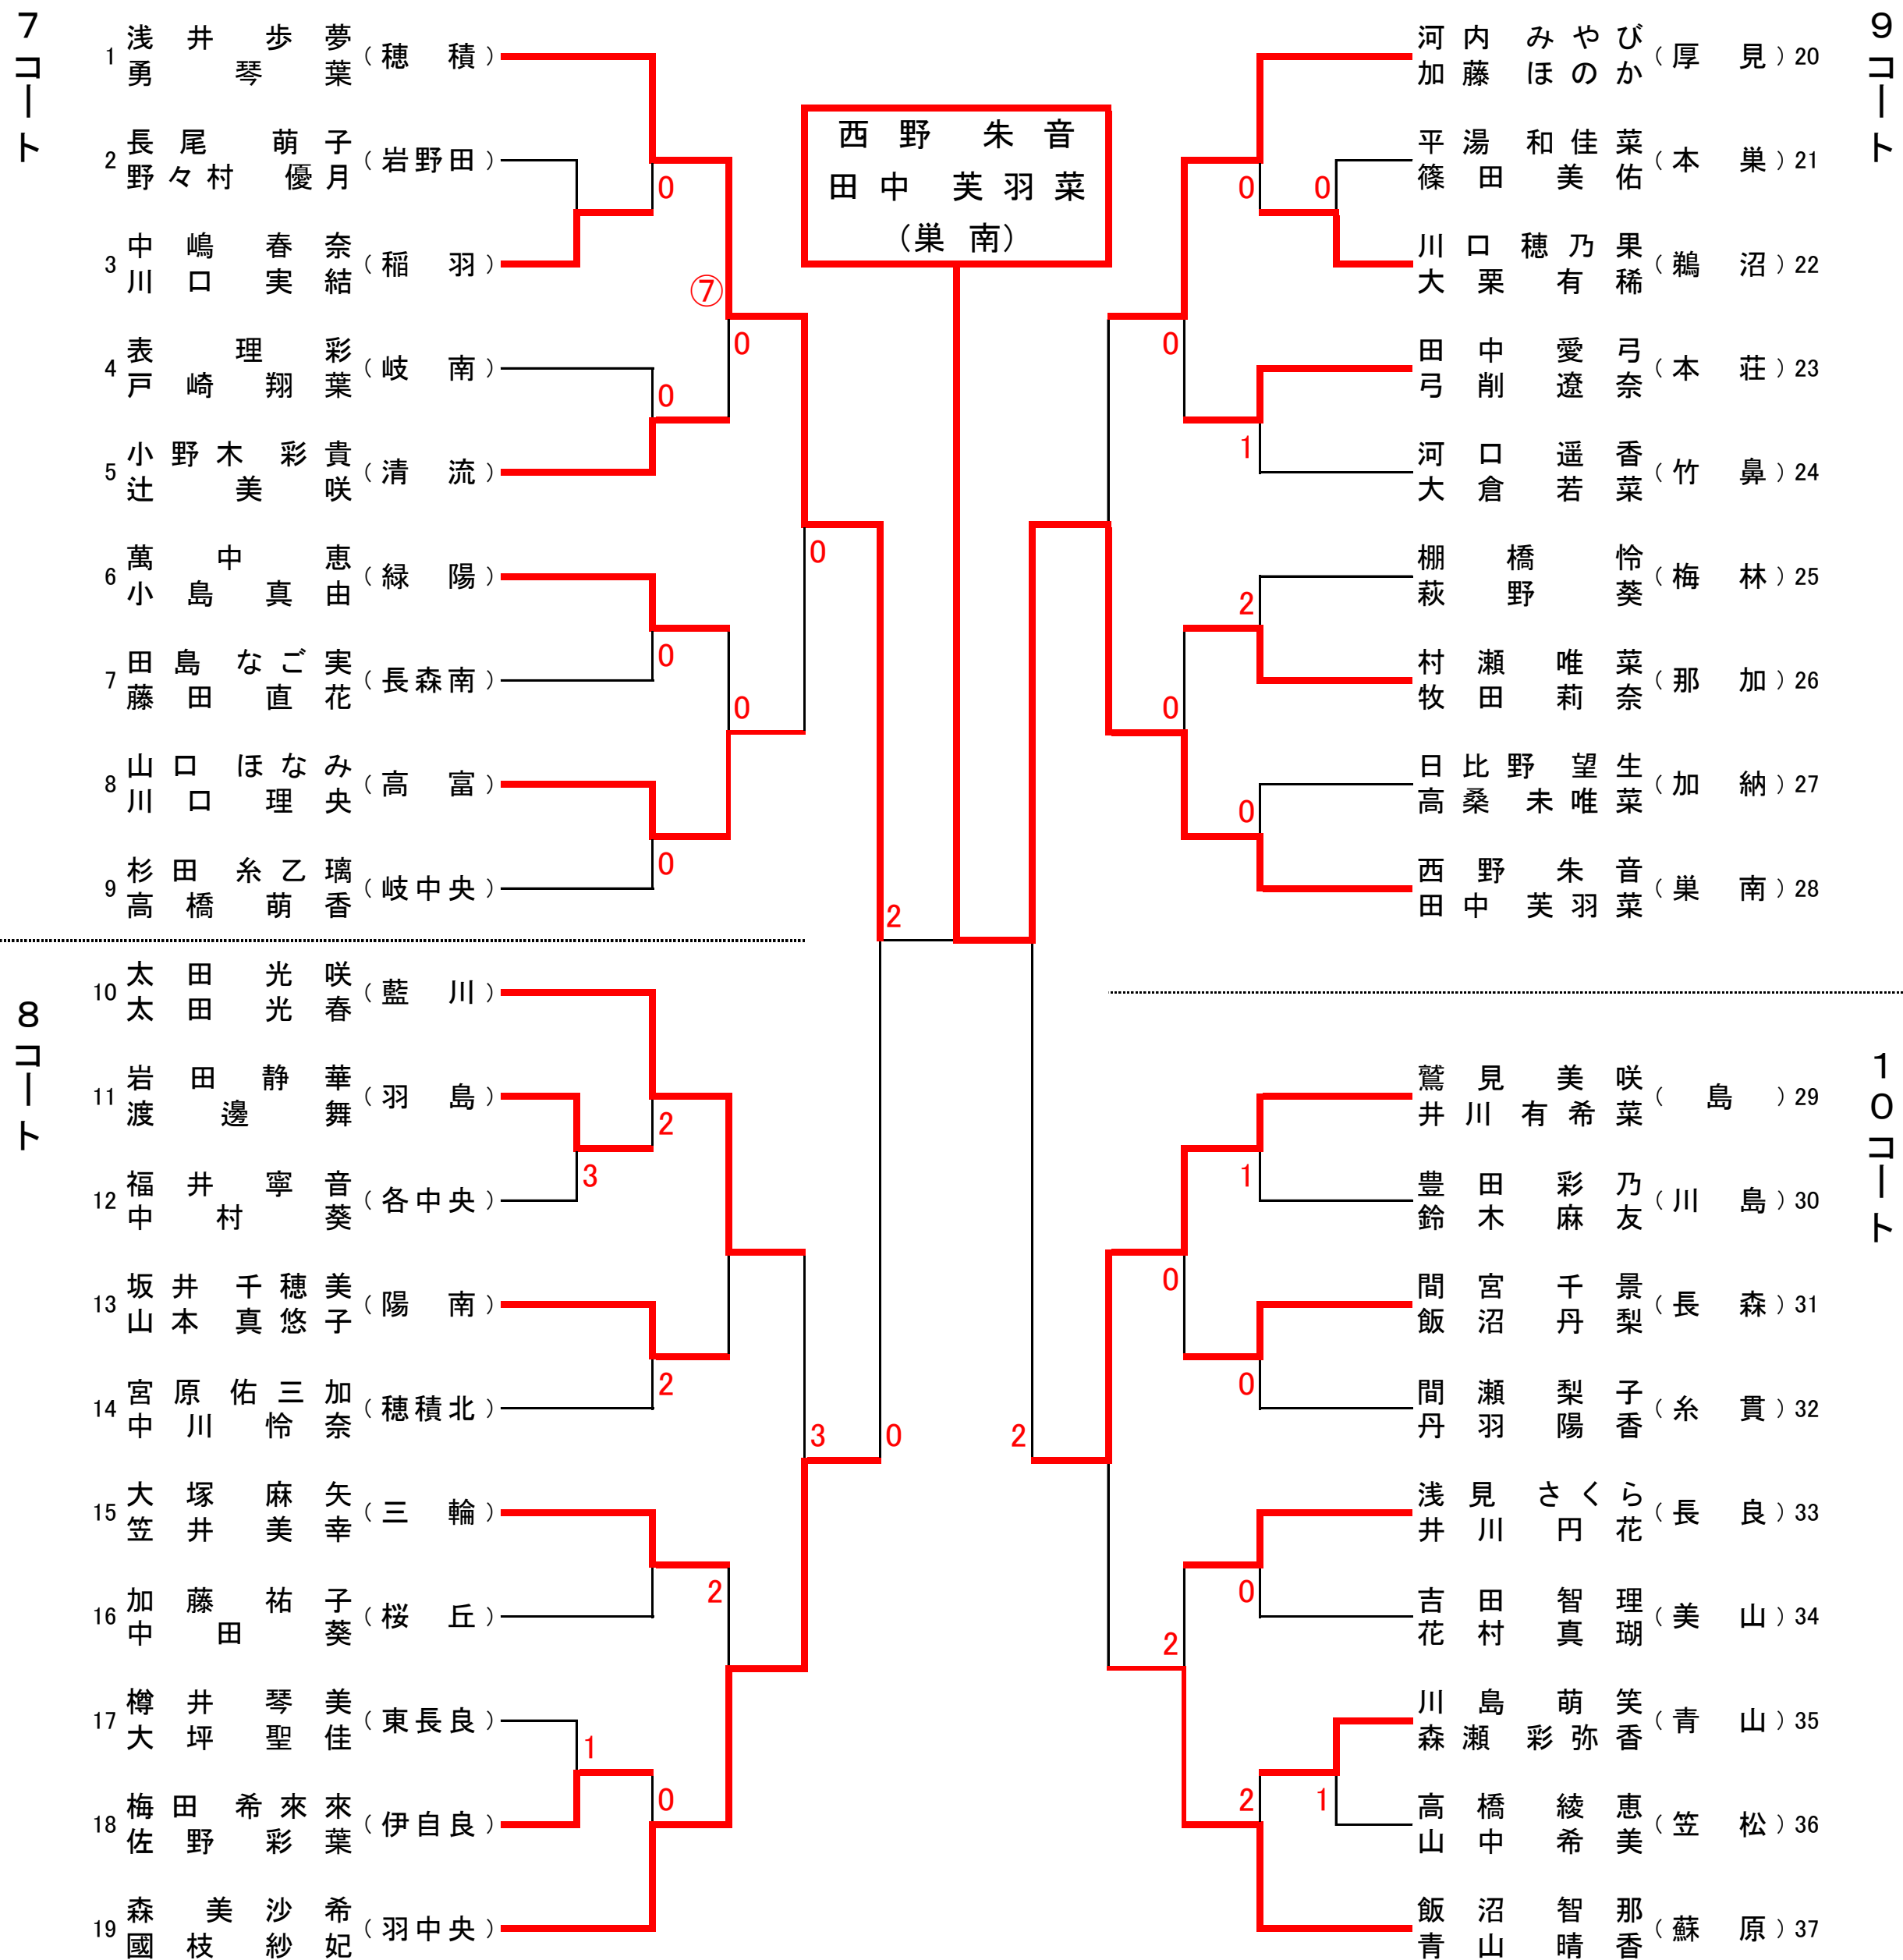 ７コート
1 浅井歩夢 (穂積)
勇琴葉
2 長尾萌子 (岩野田)
野々村優月
3 中嶋春奈 (稲羽)
川口実結
4 表理彩 (岐南)
戸崎翔葉
5 小野木彩貴 (清流)
辻美咲
6 萬中恵 (緑陽)
小島真由
7 田島なご実 (長森南)
藤田直花
8 山口ほなみ (高富)
川口理央
9 杉田糸乙璃 (岐中央)
高橋萌香
0
⑦
0
0
0
0
0
0
2
８コート
10 太田光咲 (藍川)
太田光春
11 岩田静華 (羽島)
渡邊舞
12 福井寧音 (各中央)
中村葵
13 坂井千穂美 (陽南)
山本真悠子
14 宮原佑三加 (穂積北)
中川怜奈
15 大塚麻矢 (三輪)
笠井美幸
16 加藤祐子 (桜丘)
中田葵
17 樽井琴美 (東長良)
大坪聖佳
18 梅田希來來 (伊自良)
佐野彩葉
19 森美沙希 (羽中央)
國枝紗妃
2
3
2
3
0
2
1
0
西野朱音
田中芙羽菜
(巣南)
９コート
河内みやび (厚見) 20
加藤ほのか
平湯和佳菜 (本巣) 21
篠田美佑
川口穂乃果 (鵜沼) 22
大栗有稀
田中愛弓 (本荘) 23
弓削遼奈
河口遥香 (竹鼻) 24
大倉若菜
棚橋怜 (梅林) 25
萩野葵
村瀬唯菜 (那加) 26
牧田莉奈
日比野望生 (加納) 27
高桑未唯菜
西野朱音 (巣南) 28
田中芙羽菜
0
0
0
1
2
0
0
１０コート
鷲見美咲 (島) 29
井川有希菜
豊田彩乃 (川島) 30
鈴木麻友
間宮千景 (長森) 31
飯沼丹梨
間瀬梨子 (糸貫) 32
丹羽陽香
浅見さくら (長良) 33
井川円花
吉田智理 (美山) 34
花村真瑚
川島萌笑 (青山) 35
森瀬彩弥香
高橋綾恵 (笠松) 36
山中希美
飯沼智那 (蘇原) 37
青山晴香
1
0
0
2
0
2
2
1